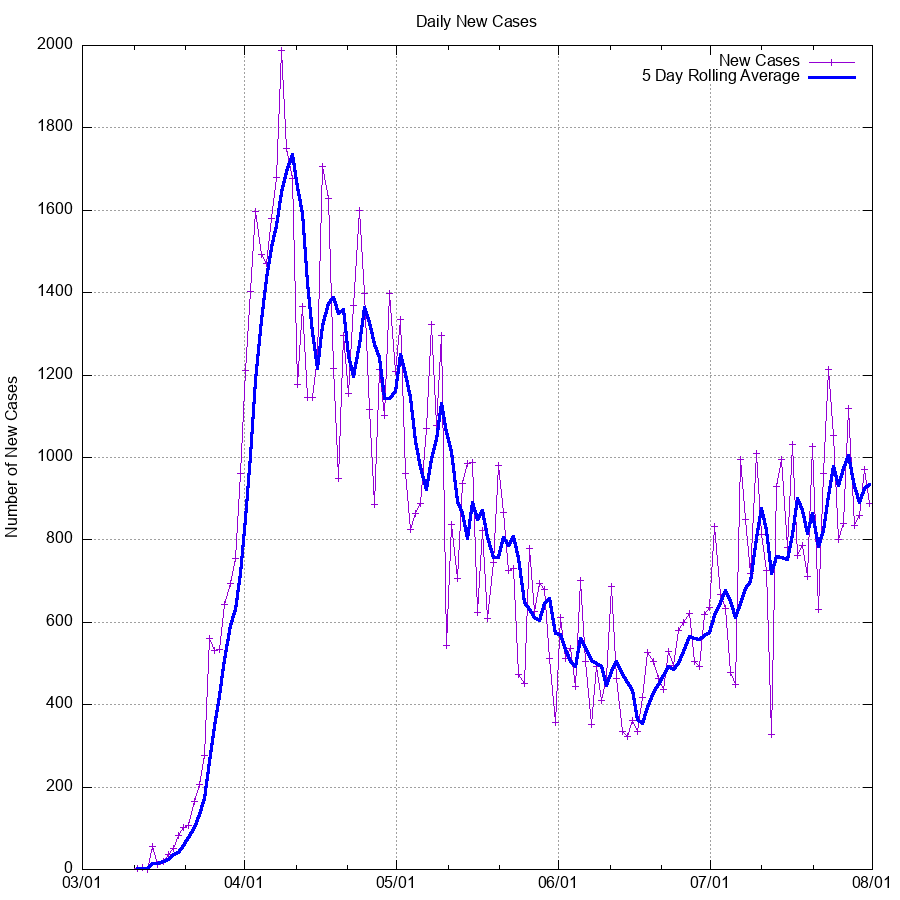 Daily New Cases
New Cases
5 Day Rolling Average
Number of New Cases
2000
1800
1600
1400
1200
1000
800
600
400
200
0
03/01 04/01 05/01 06/01 07/01 08/01